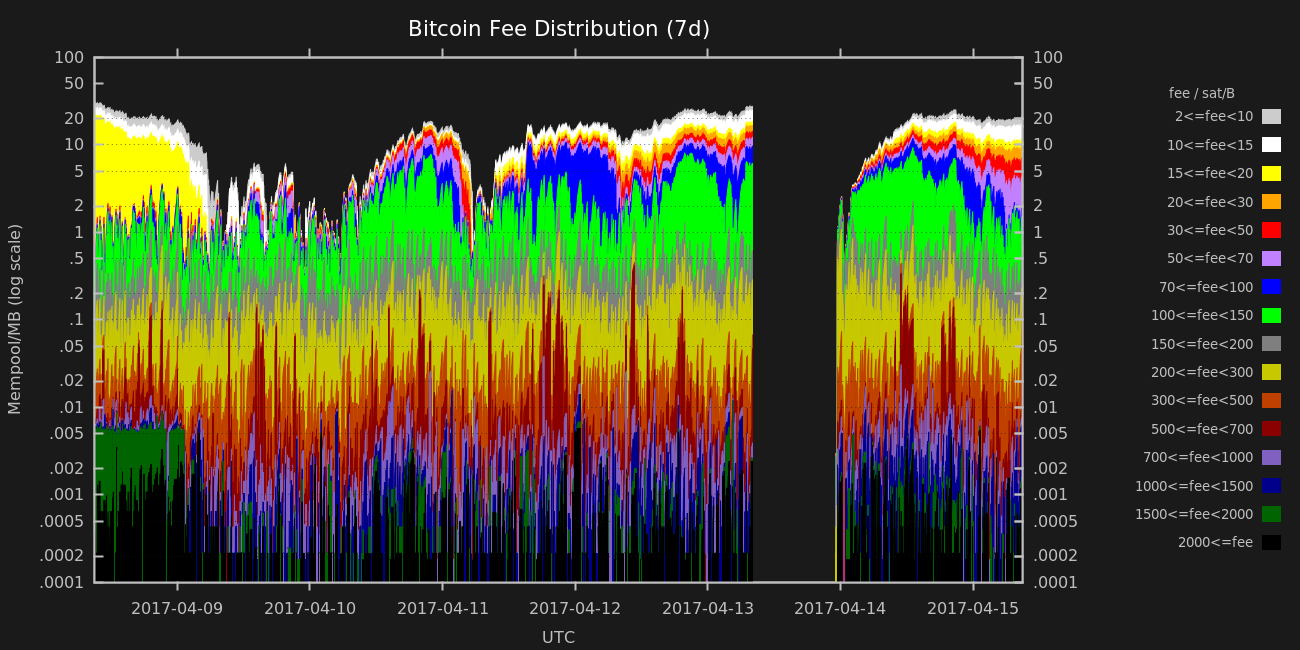 Bitcoin Fee Distribution (7d)
Mempool/MB (log scale)
100
50
20
10
5
2
1
.5
.2
.1
.05
.02
.01
.005
.002
.001
.0005
.0002
.0001
100
50
20
10
5
2
1
.5
.2
.1
.05
.02
.01
.005
.002
.001
.0005
.0002
.0001
2017-04-09 2017-04-10 2017-04-11 2017-04-12 2017-04-13 2017-04-14 2017-04-15
UTC
fee / sat/B
2<=fee<10
10<=fee<15
15<=fee<20
20<=fee<30
30<=fee<50
50<=fee<70
70<=fee<100
100<=fee<150
150<=fee<200
200<=fee<300
300<=fee<500
500<=fee<700
700<=fee<1000
1000<=fee<1500
1500<=fee<2000
2000<=fee